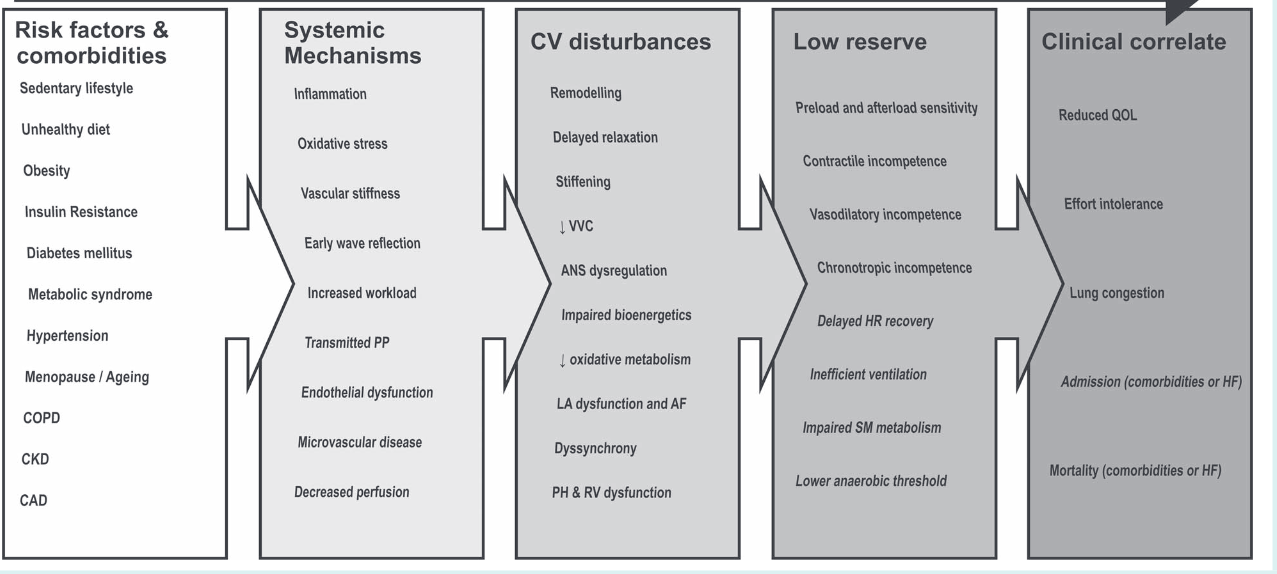 Risk factors &
comorbidities
Sedentary lifestyle
Unhealthy diet
Obesity
Insulin Resistance
Diabetes mellitus
Metabolic syndrome
Hypertension
Menopause / Ageing
COPD
CKD
CAD
Systemic
Mechanisms
Inflammation
Oxidative stress
Vascular stiffness
Early wave reflection
Increased workload
Transmitted PP
Endothelial dysfunction
Microvascular disease
Decreased perfusion
CV disturbances
Remodelling
Delayed relaxation
Stiffening
↓ VVC
ANS dysregulation
Impaired bioenergetics
↓ oxidative metabolism
LA dysfunction and AF
Dyssynchrony
PH & RV dysfunction
Low reserve
Preload and afterload sensitivity
Contractile incompetence
Vasodilatory incompetence
Chronotropic incompetence
Delayed HR recovery
Inefficient ventilation
Impaired SM metabolism
Lower anaerobic threshold
Clinical correlate
Reduced QOL
Effort intolerance
Lung congestion
Admission (comorbidities or HF)
Mortality (comorbidities or HF)